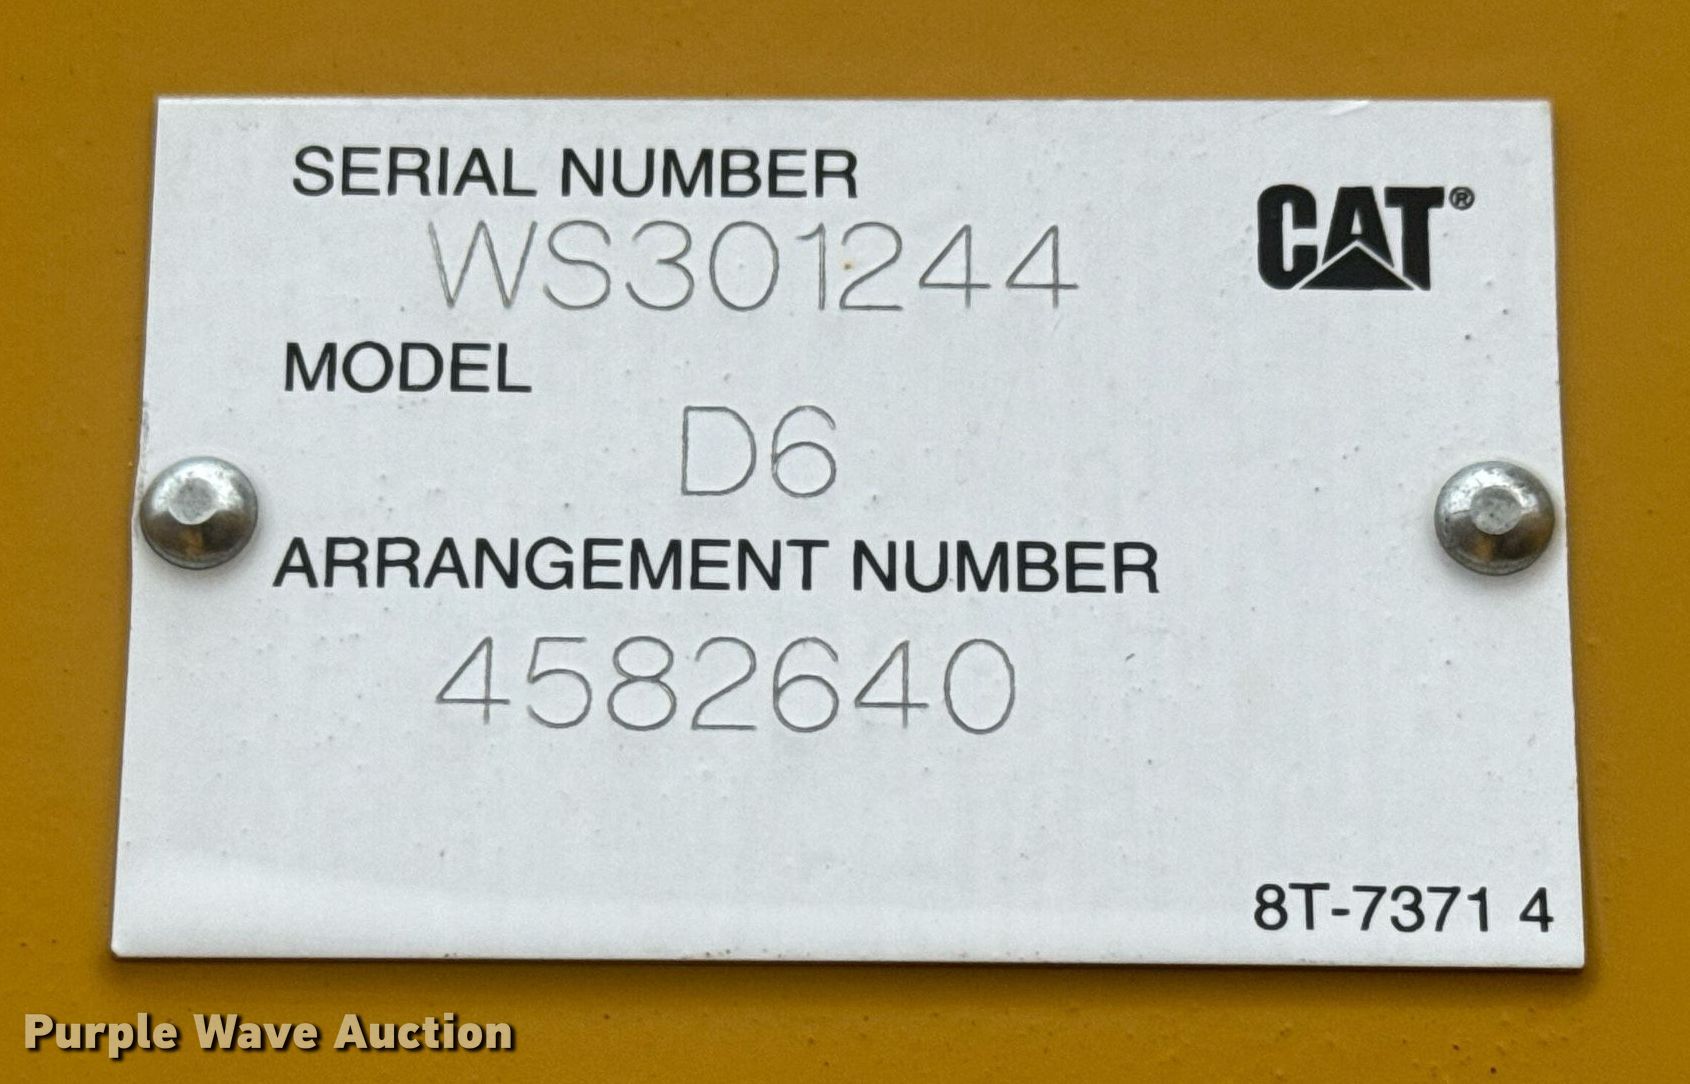 SERIAL NUMBER
CAT®
WS301244
MODEL
D6
ARRANGEMENT NUMBER
4582640
8T-7371 4
Purple Wave Auction